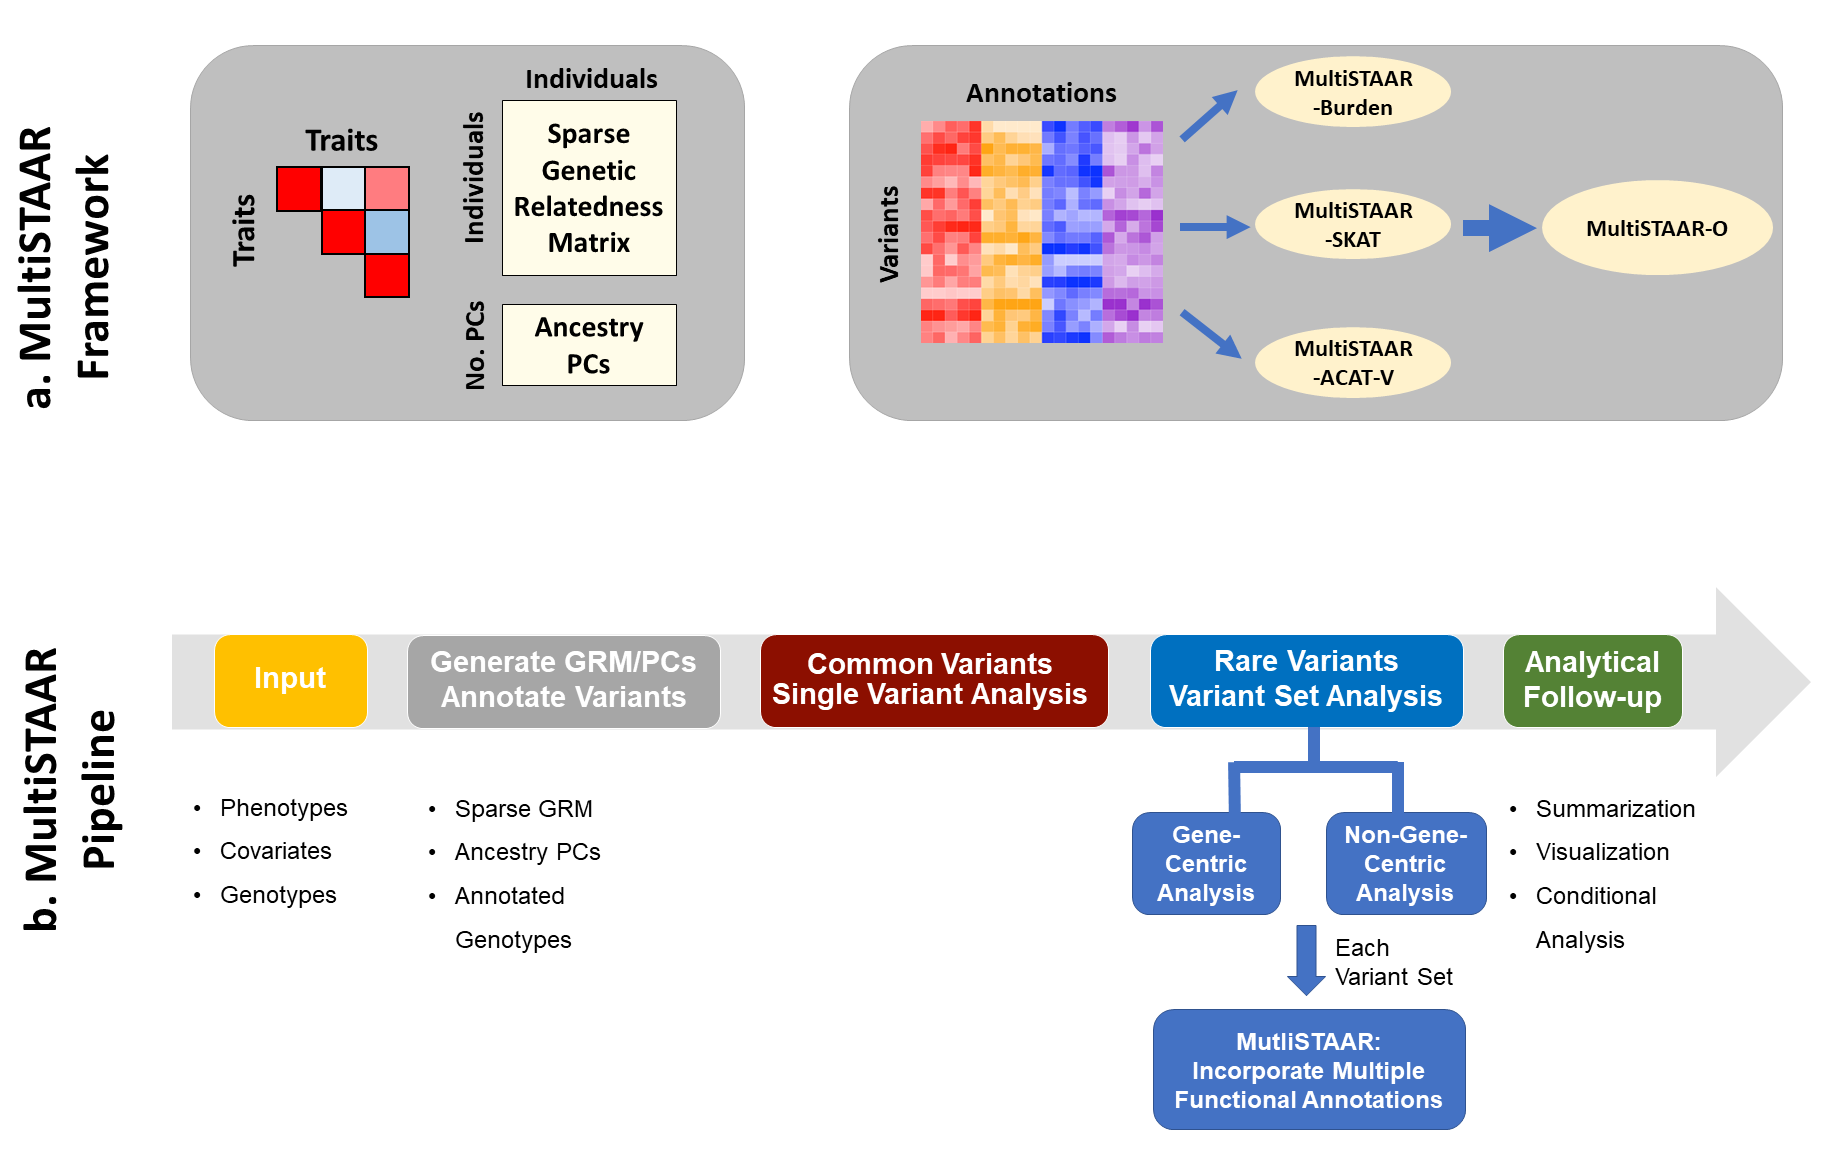 a. MultiSTAAR
Framework
Traits
Traits
Individuals
Individuals
Sparse
Genetic
Relatedness
Matrix
No. PCs
Ancestry
PCs
Annotations
Variants
MultiSTAAR
-Burden
MultiSTAAR
-SKAT
MultiSTAAR
-ACAT-V
MultiSTAAR-O
b. MultiSTAAR
Pipeline
Input
Generate GRM/PCs
Annotate Variants
Common Variants
Single Variant Analysis
Rare Variants
Variant Set Analysis
Analytical
Follow-up
• Phenotypes
• Covariates
• Genotypes
• Sparse GRM
• Ancestry PCs
• Annotated
Genotypes
Gene-
Centric
Analysis
Non-Gene-
Centric
Analysis
Each
Variant Set
MutliSTAAR:
Incorporate Multiple
Functional Annotations
• Summarization
• Visualization
• Conditional
Analysis